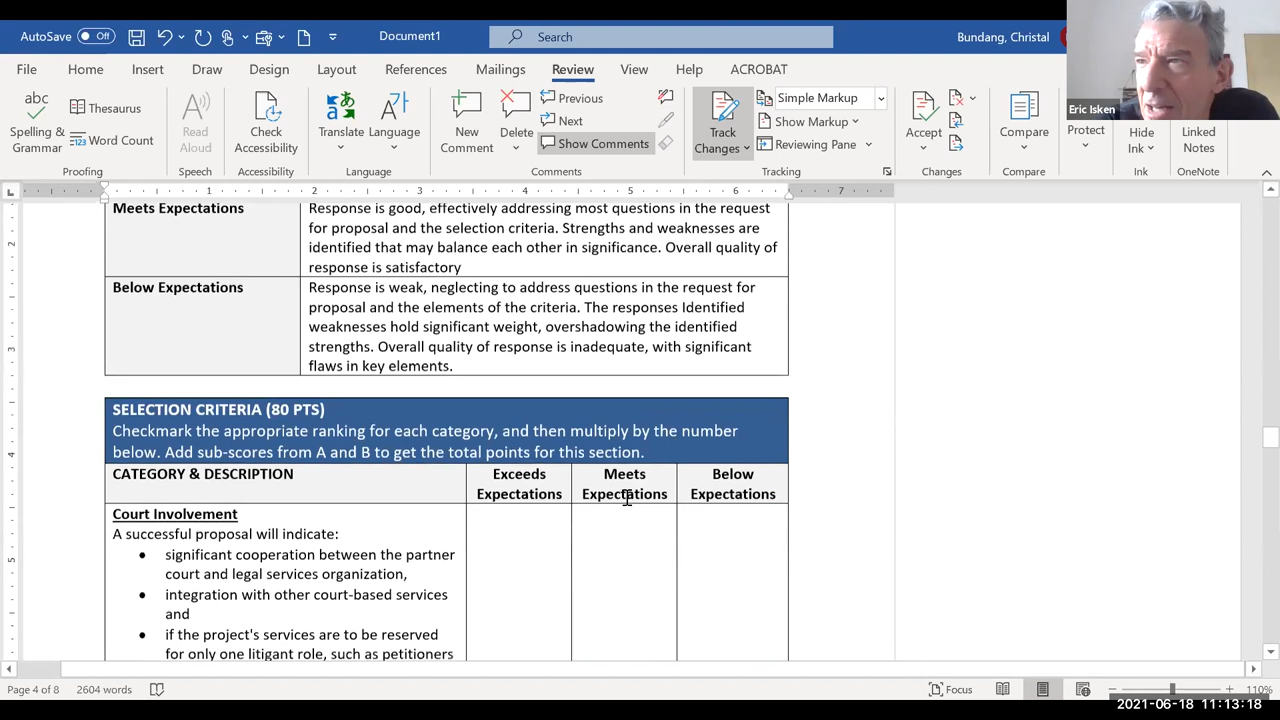 AutoSave Off Document1 Search Bundang, Christal
File Home Insert Draw Design Layout References Mailings Review View Help ACROBAT
Eric Isken
Spelling & Grammar
Thesaurus
Word Count
Proofing
Read Aloud
Speech
Check Accessibility
Accessibility
Translate
Language
Language
New Comment
Delete
Previous
Next
Show Comments
Comments
Track Changes
Simple Markup
Show Markup
Reviewing Pane
Tracking
Accept
Changes
Compare
Compare
Protect
Hide Ink
Ink
Linked Notes
OneNote
1 2 3 4 5 6 7
Meets Expectations
Response is good, effectively addressing most questions in the request
for proposal and the selection criteria. Strengths and weaknesses are
identified that may balance each other in significance. Overall quality of
response is satisfactory
Below Expectations
Response is weak, neglecting to address questions in the request for
proposal and the elements of the criteria. The responses Identified
weaknesses hold significant weight, overshadowing the identified
strengths. Overall quality of response is inadequate, with significant
flaws in key elements.
SELECTION CRITERIA (80 PTS)
Checkmark the appropriate ranking for each category, and then multiply by the number
below. Add sub-scores from A and B to get the total points for this section.
CATEGORY & DESCRIPTION
Exceeds
Expectations
Meets
Expectations
Below
Expectations
Court Involvement
A successful proposal will indicate:
• significant cooperation between the partner
court and legal services organization,
• integration with other court-based services
and
• if the project's services are to be reserved
for only one litigant role, such as petitioners
2
3
4
5
Page 4 of 8 2604 words Focus 110%
2021-06-18 11:13:18